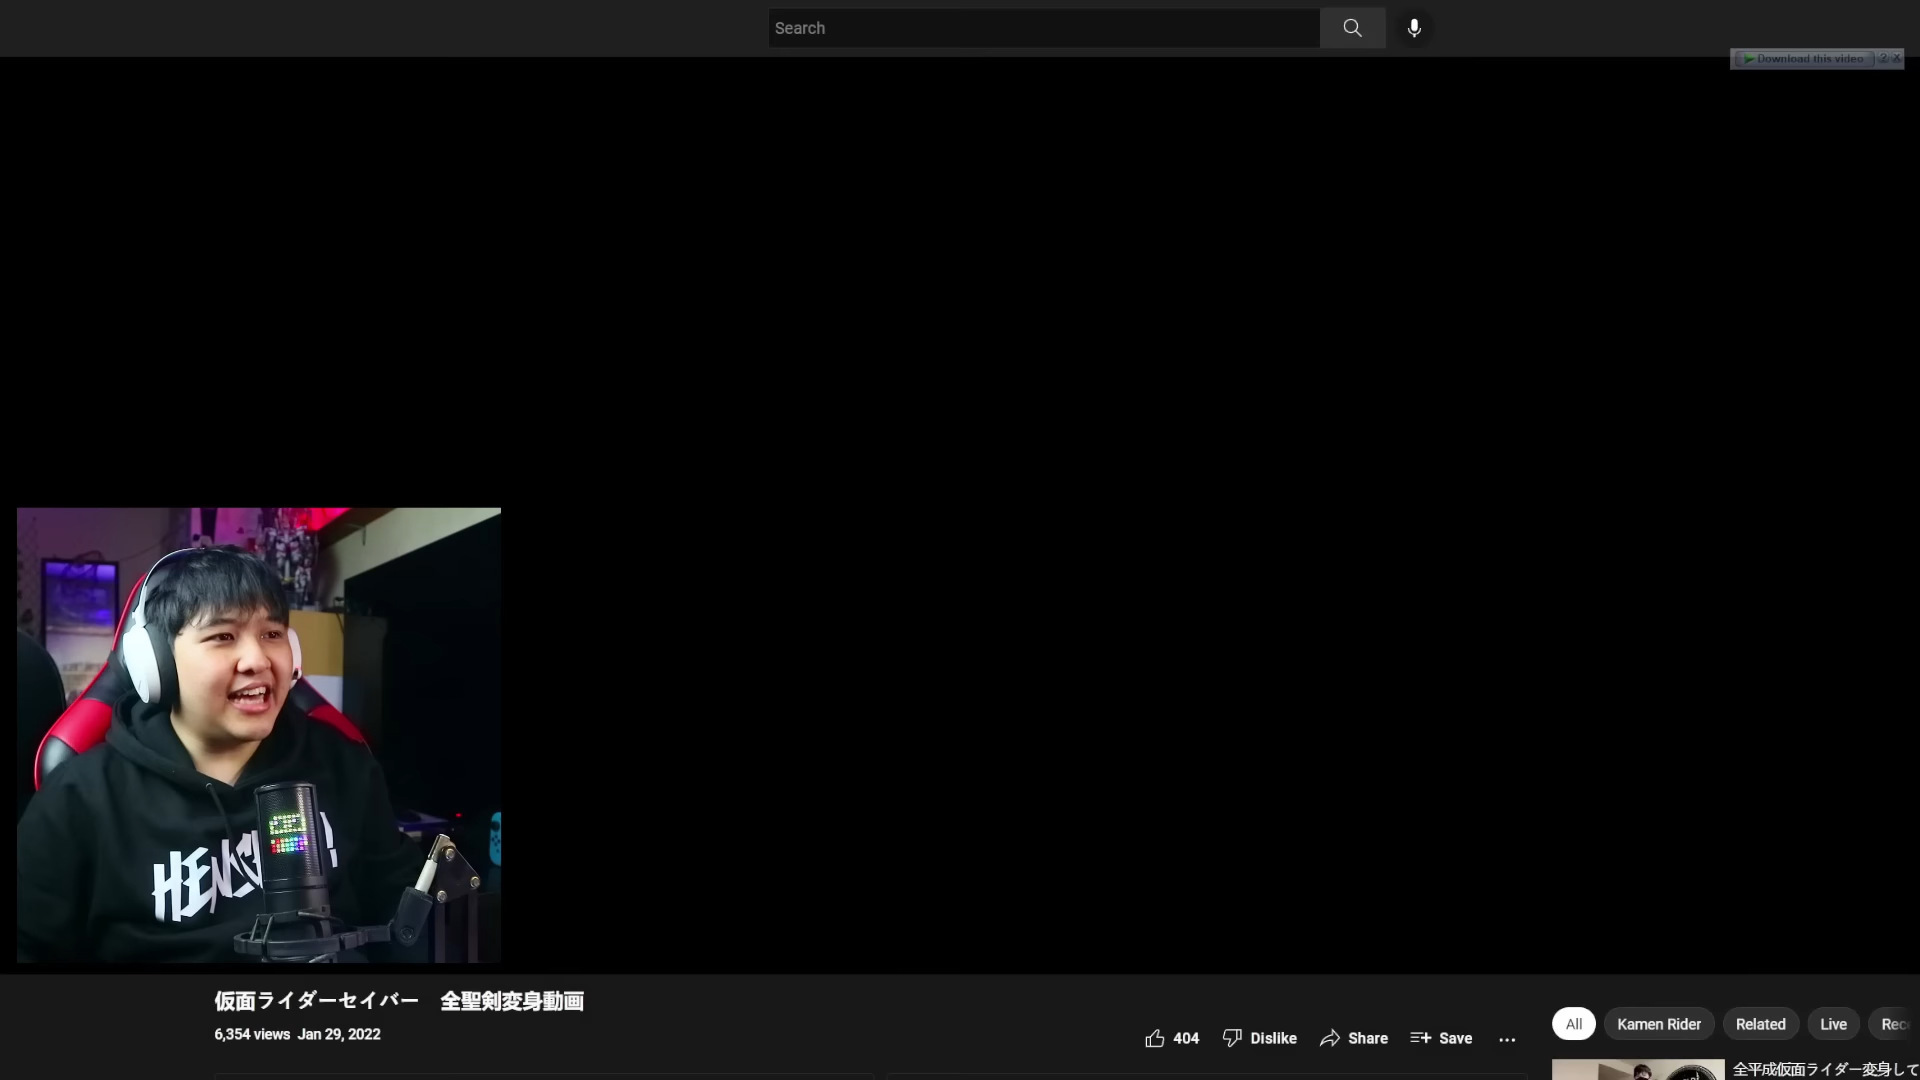 Search
Download this video ? X
仮面ライダーセイバー　全聖剣変身動画
6,354 views Jan 29, 2022
404 Dislike Share Save
All Kamen Rider Related Live
全平成仮面ライダー変身して